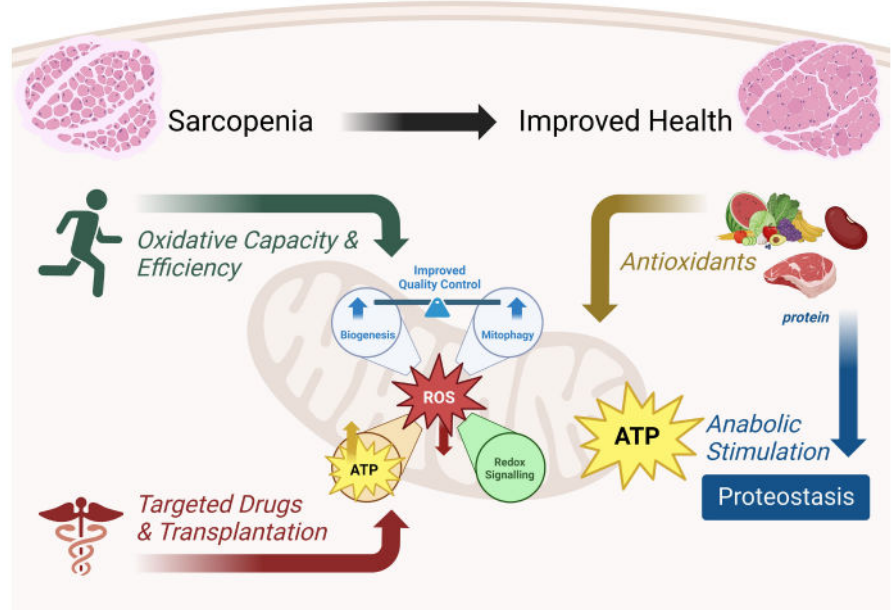 Sarcopenia
Improved Health
Oxidative Capacity &
Efficiency
Antioxidants
protein
Improved
Quality Control
Biogenesis
Mitophagy
ROS
ATP
Redox
Signalling
ATP
Anabolic
Stimulation
Proteostasis
Targeted Drugs
& Transplantation